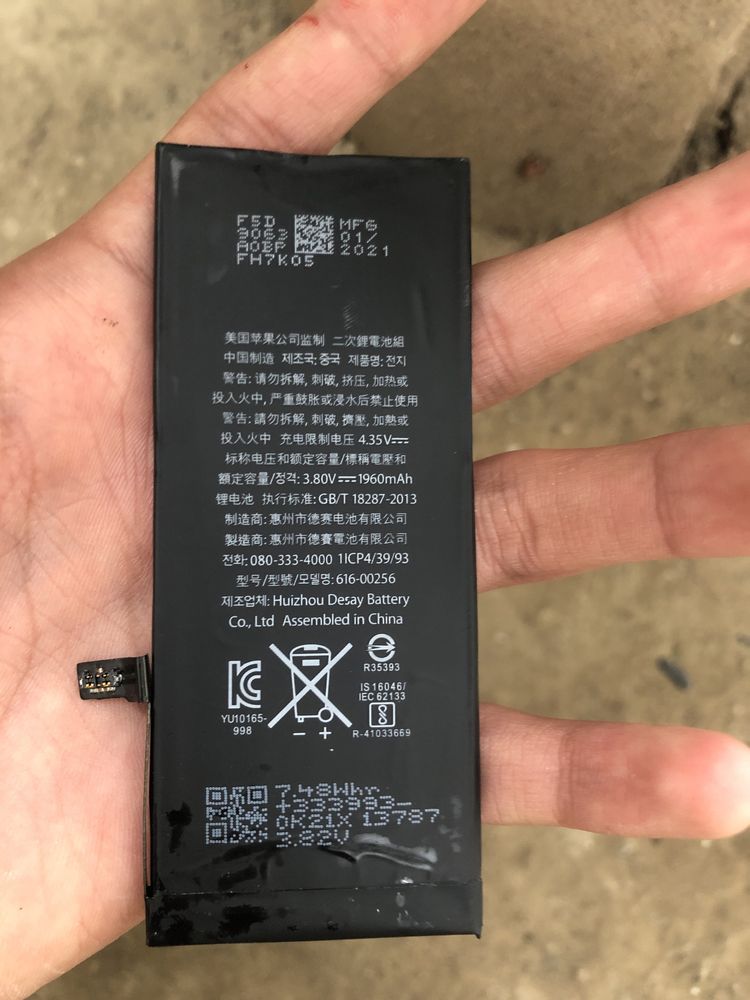 F5D
9063
A0BP
FH7K05
MFG
01/
2021
美国苹果公司监制 二次鋰電池組
中国制造 제조국: 중국 제품명: 전지
警告: 请勿拆解, 刺破, 挤压, 加热或
投入火中, 严重鼓胀或浸水后禁止使用
警告: 請勿拆解, 刺破, 擠壓, 加熱或
投入火中 充电限制电压 4.35V⎓
标称电压和额定容量/標稱電壓和
額定容量/정격: 3.80V⎓1960mAh
锂电池 执行标准: GB/T 18287-2013
制造商: 惠州市德赛电池有限公司
製造商: 惠州市德賽電池有限公司
전화: 080-333-4000 1ICP4/39/93
型号/型號/모델명: 616-00256
제조업체: Huizhou Desay Battery
Co., Ltd Assembled in China
YU10165-
998
− +
R35393
IS 16046/
IEC 62133
R-41033669
7.48Whr
+333993-
0K21X 13787
3.82V